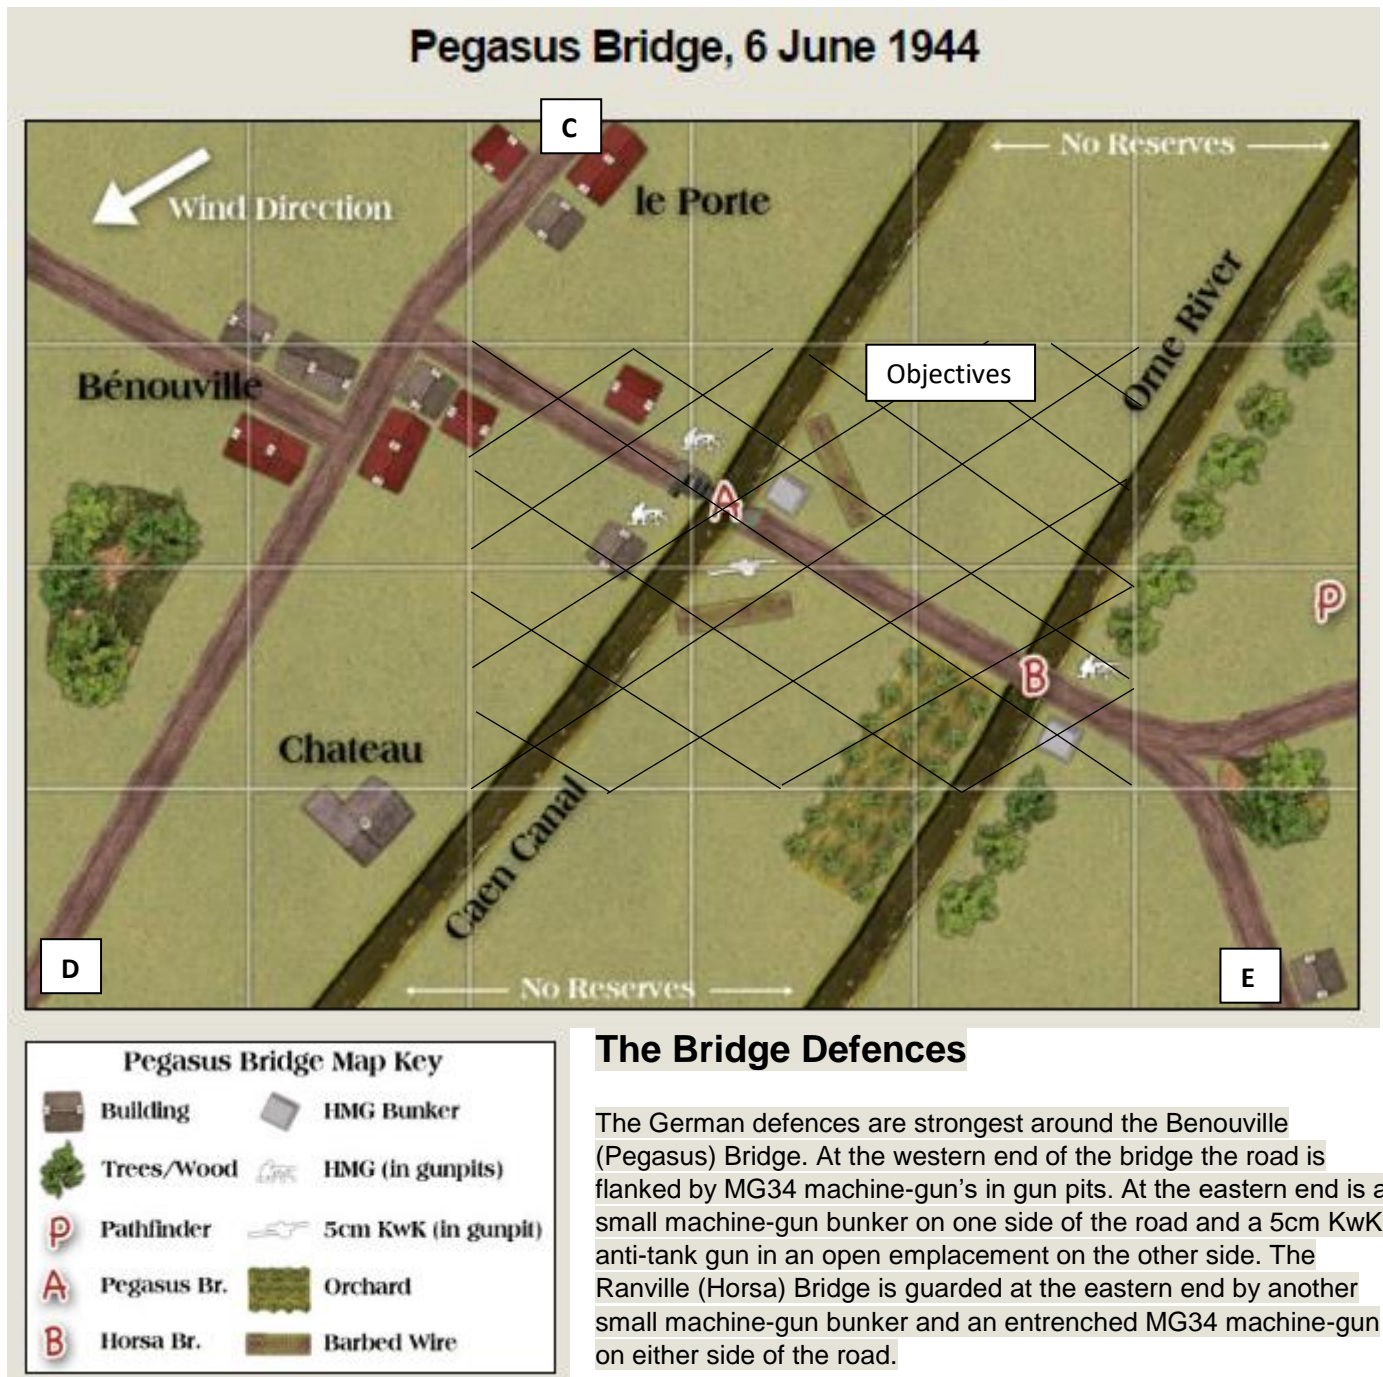 Pegasus Bridge, 6 June 1944
C
No Reserves
Wind Direction
le Porte
Orne River
Objectives
Bénouville
A
P
B
Chateau
Caen Canal
D
E
No Reserves
Pegasus Bridge Map Key
Building
HMG Bunker
Trees/Wood
HMG (in gunpits)
P Pathfinder
5cm KwK (in gunpit)
A Pegasus Br.
Orchard
B Horsa Br.
Barbed Wire
The Bridge Defences
The German defences are strongest around the Benouville
(Pegasus) Bridge. At the western end of the bridge the road is
flanked by MG34 machine-gun's in gun pits. At the eastern end is a
small machine-gun bunker on one side of the road and a 5cm KwK
anti-tank gun in an open emplacement on the other side. The
Ranville (Horsa) Bridge is guarded at the eastern end by another
small machine-gun bunker and an entrenched MG34 machine-gun
on either side of the road.